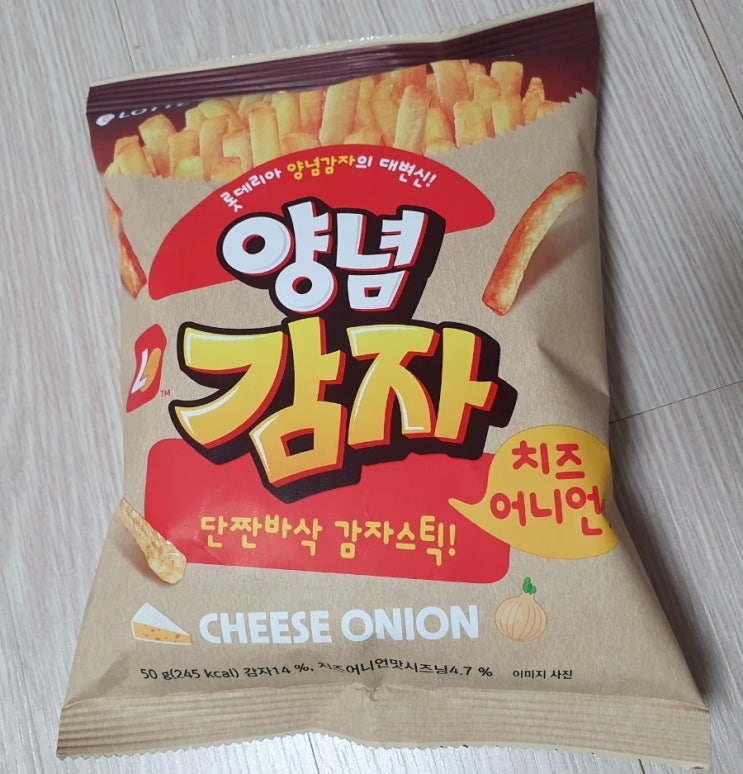 LOTTE
롯데리아 양념감자의 대변신!
양념
감자
L
TM
치즈
어니언
단짠바삭 감자스틱!
CHEESE ONION
50 g(245 kcal) 감자14 %, 치즈어니언맛시즈닝4.7 % 이미지 사진